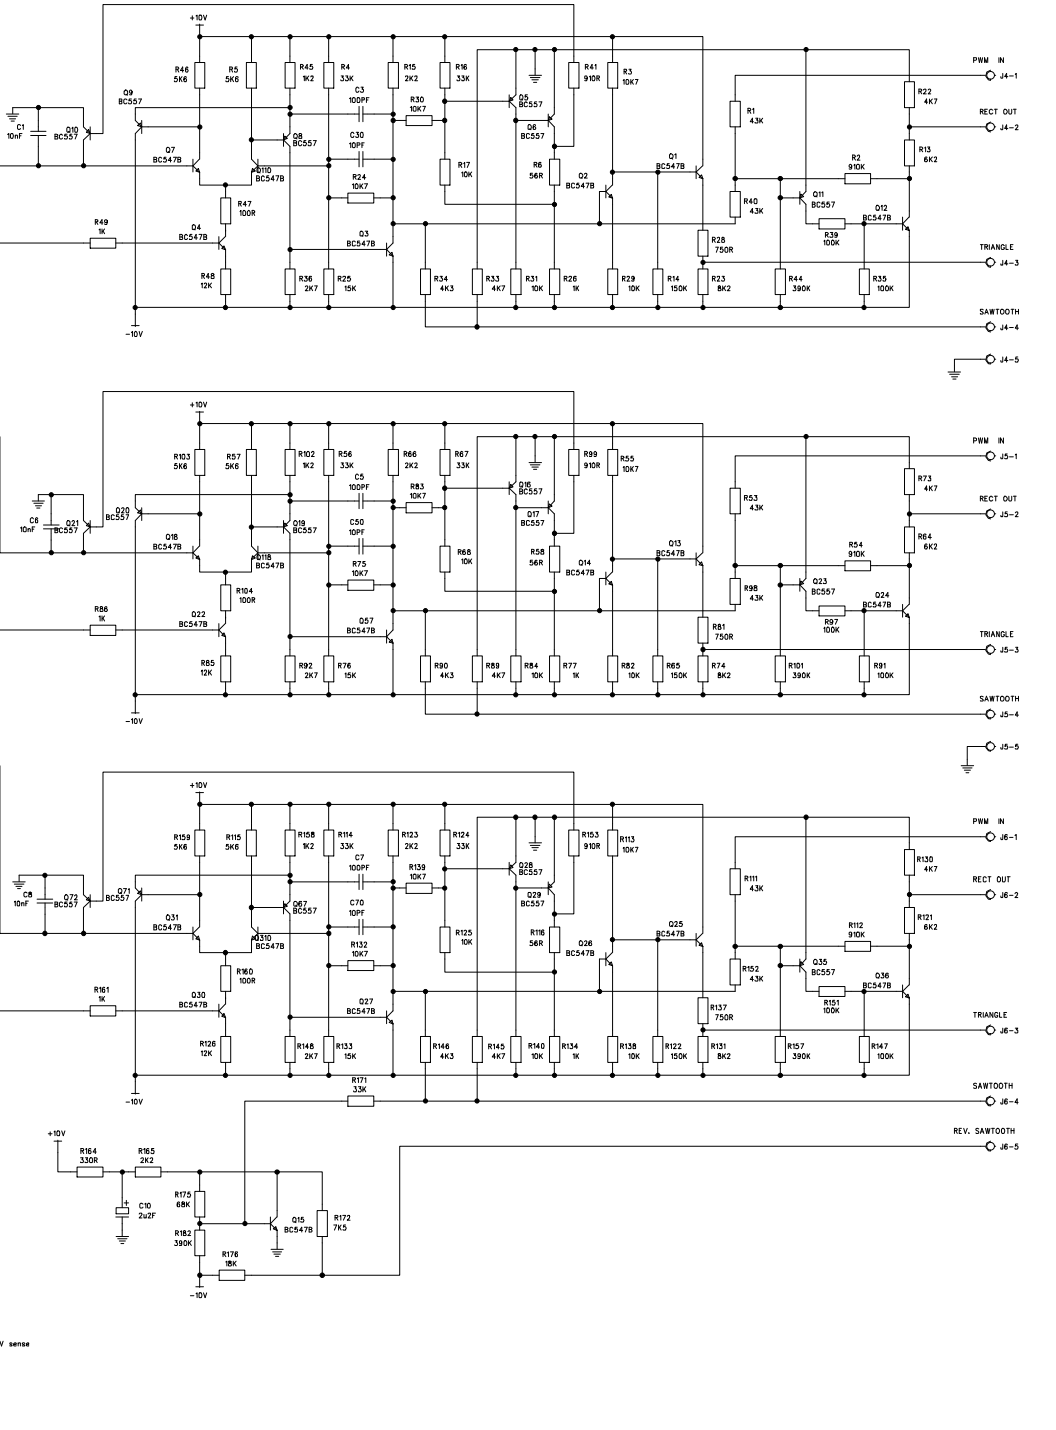 +10V
R46
5K6
R5
5K6
R45
1K2
R4
33K
R15
2K2
R16
33K
R41
910R
R3
10K7
PWM IN
J4-1
R22
4K7
Q9
BC557
C3
100PF
R30
10K7
Q5
BC557
R1
43K
RECT OUT
J4-2
C1
10nF
Q10
BC557
Q8
BC557
C30
10PF
Q6
BC557
R13
6K2
Q7
BC547B
Q110
BC547B
R24
10K7
R17
10K
R6
56R
Q2
BC547B
Q1
BC547B
R2
910K
R47
100R
R40
43K
Q11
BC557
Q12
BC547B
R49
1K
Q4
BC547B
Q3
BC547B
R28
750R
R39
100K
TRIANGLE
J4-3
R48
12K
R36
2K7
R25
15K
R34
4K3
R33
4K7
R31
10K
R26
1K
R29
10K
R14
150K
R23
8K2
R44
390K
R35
100K
-10V
SAWTOOTH
J4-4
J4-5
+10V
R103
5K6
R57
5K6
R102
1K2
R56
33K
R66
2K2
R67
33K
R99
910R
R55
10K7
PWM IN
J5-1
R73
4K7
C5
100PF
R83
10K7
Q16
BC557
R53
43K
RECT OUT
J5-2
C6
10nF
Q21
BC557
Q20
BC557
Q19
BC557
C50
10PF
Q17
BC557
R64
6K2
Q18
BC547B
Q118
BC547B
R75
10K7
R68
10K
R58
56R
Q14
BC547B
Q13
BC547B
R54
910K
R104
100R
R98
43K
Q23
BC557
Q24
BC547B
R86
1K
Q22
BC547B
Q57
BC547B
R81
750R
R97
100K
TRIANGLE
J5-3
R85
12K
R92
2K7
R76
15K
R90
4K3
R89
4K7
R84
10K
R77
1K
R82
10K
R65
150K
R74
8K2
R101
390K
R91
100K
-10V
SAWTOOTH
J5-4
J5-5
+10V
R159
5K6
R115
5K6
R158
1K2
R114
33K
R123
2K2
R124
33K
R153
910R
R113
10K7
PWM IN
J6-1
R130
4K7
C7
100PF
R139
10K7
Q28
BC557
R111
43K
RECT OUT
J6-2
C8
10nF
Q72
BC557
Q71
BC557
Q67
BC557
C70
10PF
Q29
BC557
R121
6K2
Q31
BC547B
Q310
BC547B
R132
10K7
R125
10K
R116
56R
Q26
BC547B
Q25
BC547B
R112
910K
R160
100R
R152
43K
Q35
BC557
Q36
BC547B
R161
1K
Q30
BC547B
Q27
BC547B
R137
750R
R151
100K
TRIANGLE
J6-3
R126
12K
R148
2K7
R133
15K
R146
4K3
R145
4K7
R140
10K
R134
1K
R138
10K
R122
150K
R131
8K2
R157
390K
R147
100K
-10V
R171
33K
SAWTOOTH
J6-4
+10V
REV. SAWTOOTH
J6-5
R164
330R
R165
2K2
R175
68K
C10
2u2F
+
Q15
BC547B
R172
7K5
R182
390K
R176
18K
-10V
V sense